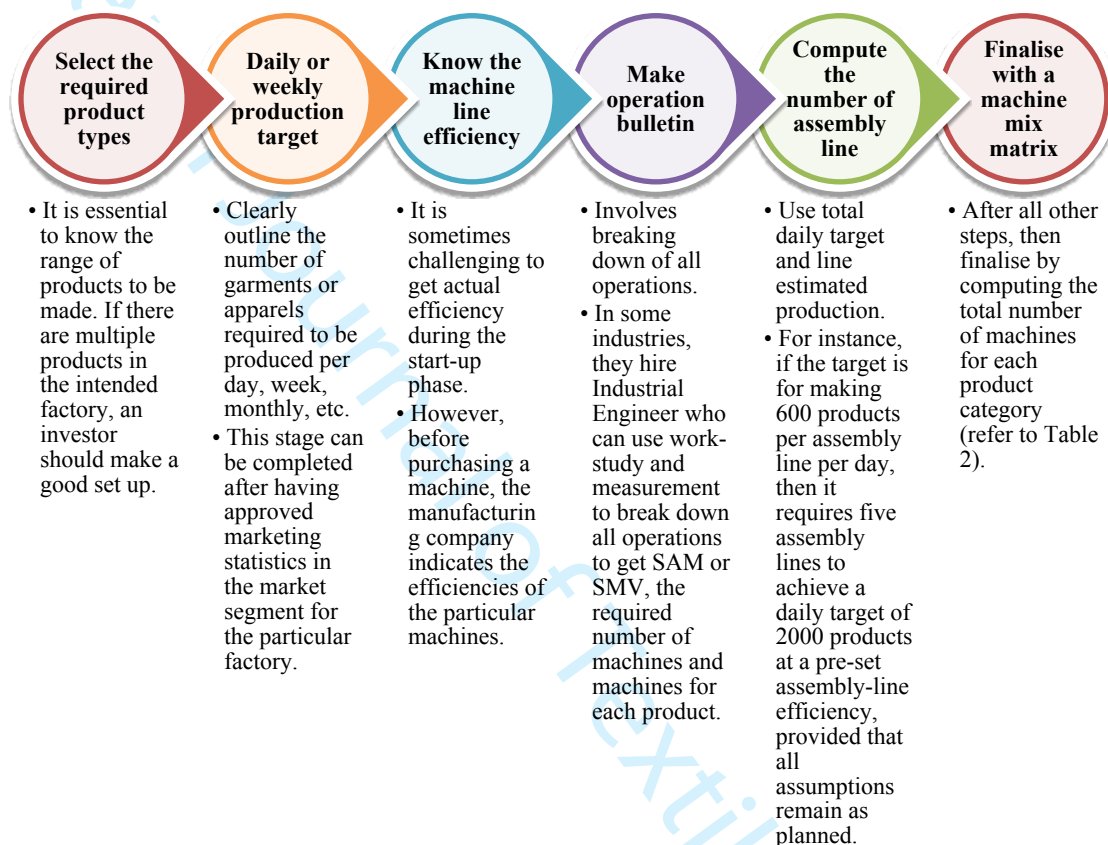 Select the
required
product
types
Daily or
weekly
production
target
Know the
machine
line
efficiency
Make
operation
bulletin
Compute
the
number of
assembly
line
Finalise
with a
machine
mix
matrix
• It is essential
to know the
range of
products to be
made. If there
are multiple
products in
the intended
factory, an
investor
should make a
good set up.
• Clearly
outline the
number of
garments or
apparels
required to be
produced per
day, week,
monthly, etc.
• This stage can
be completed
after having
approved
marketing
statistics in
the market
segment for
the particular
factory.
• It is
sometimes
challenging to
get actual
efficiency
during the
start-up
phase.
• However,
before
purchasing a
machine, the
manufacturin
g company
indicates the
efficiencies of
the particular
machines.
• Involves
breaking
down of all
operations.
• In some
industries,
they hire
Industrial
Engineer who
can use work-
study and
measurement
to break down
all operations
to get SAM or
SMV, the
required
number of
machines and
machines for
each product.
• Use total
daily target
and line
estimated
production.
• For instance,
if the target is
for making
600 products
per assembly
line per day,
then it
requires five
assembly
lines to
achieve a
daily target of
2000 products
at a pre-set
assembly-line
efficiency,
provided that
all
assumptions
remain as
planned.
• After all other
steps, then
finalise by
computing the
total number
of machines
for each
product
category
(refer to Table
2).
Journal of Textil